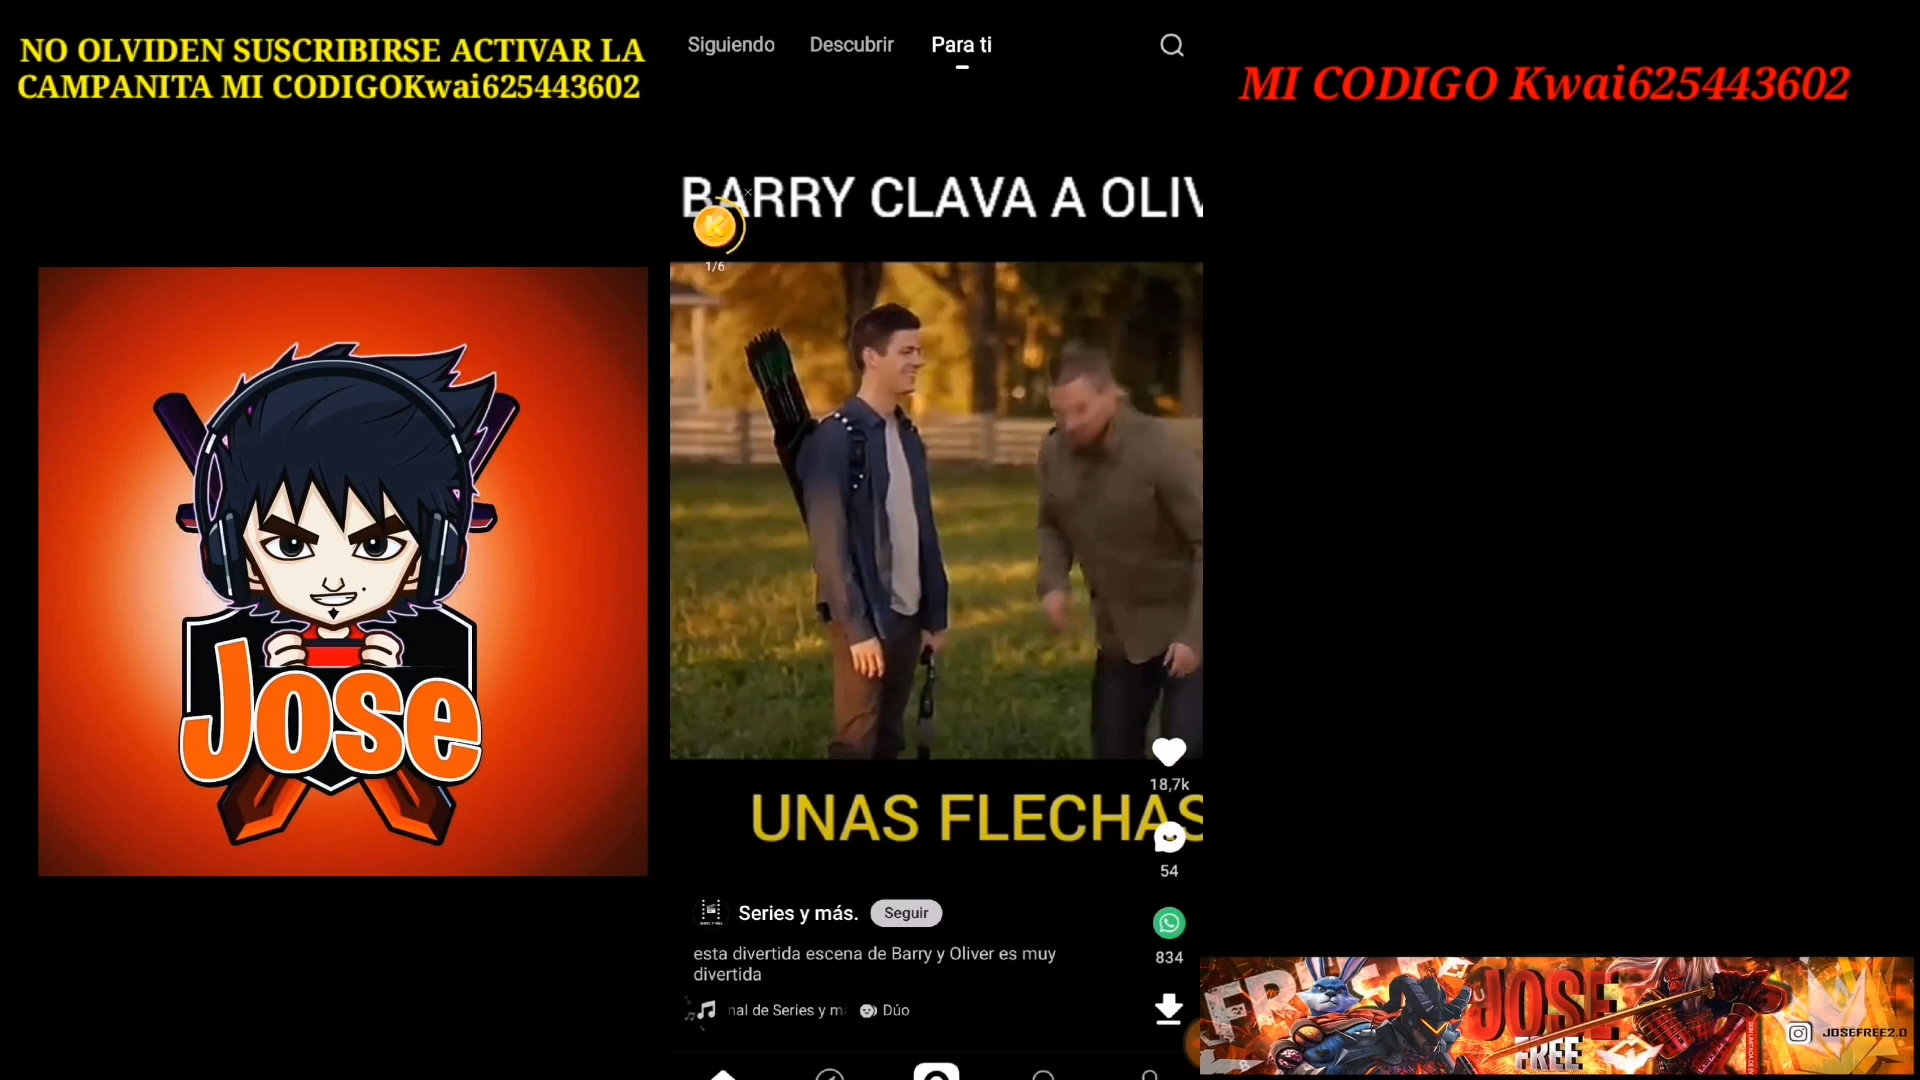 NO OLVIDEN SUSCRIBIRSE ACTIVAR LA
CAMPANITA MI CODIGOKwai625443602
Siguiendo Descubrir Para ti
MI CODIGO Kwai625443602
BARRY CLAVA A OLIV
K
1/6
Jose
18,7k
UNAS FLECHAS
54
Series y más. Seguir
esta divertida escena de Barry y Oliver es muy
divertida
834
nal de Series y m Dúo
JOSE
FREE
JOSEFREE2.0